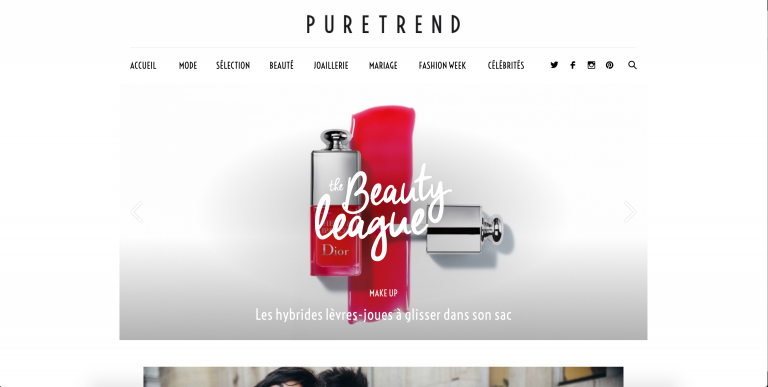 PURETREND
ACCUEIL MODE SÉLECTION BEAUTÉ JOAILLERIE MARIAGE FASHION WEEK CÉLÉBRITÉS
the Beauty
league
Dior
MAKE UP
Les hybrides lèvres-joues à glisser dans son sac